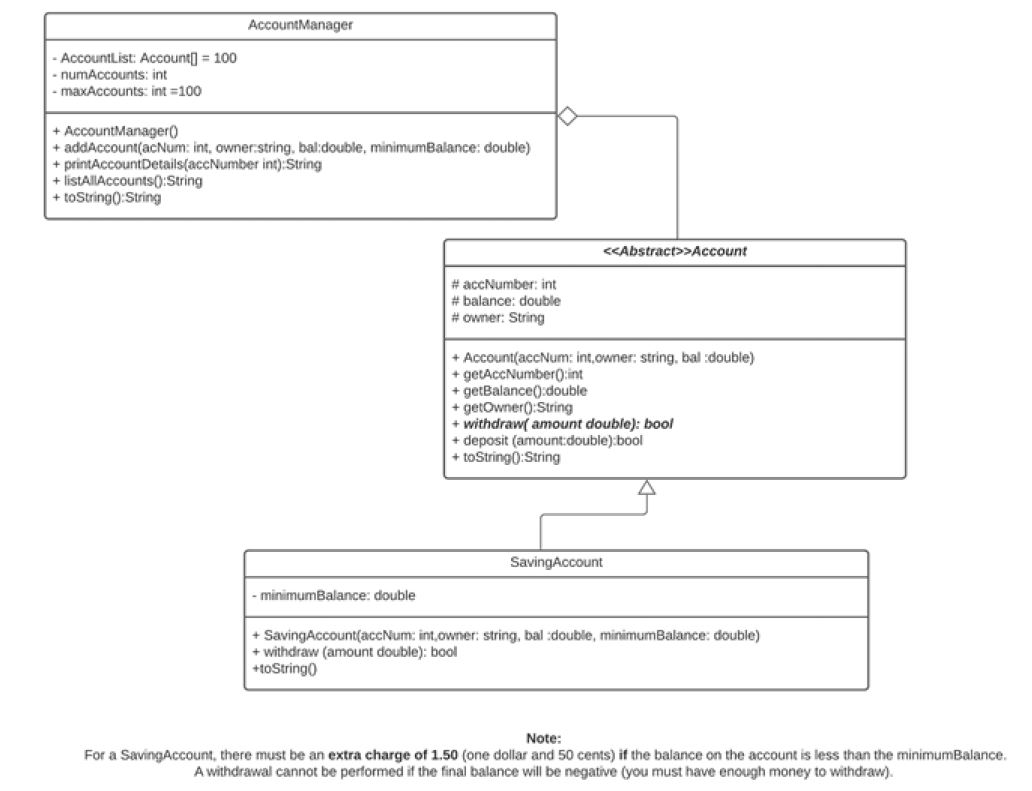 AccountManager
- AccountList: Account[] = 100
- numAccounts: int
- maxAccounts: int =100
+ AccountManager()
+ addAccount(acNum: int, owner:string, bal:double, minimumBalance: double)
+ printAccountDetails(accNumber int):String
+ listAllAccounts():String
+ toString():String
<<Abstract>>Account
# accNumber: int
# balance: double
# owner: String
+ Account(accNum: int,owner: string, bal :double)
+ getAccNumber():int
+ getBalance():double
+ getOwner():String
+ withdraw( amount double): bool
+ deposit (amount:double):bool
+ toString():String
SavingAccount
- minimumBalance: double
+ SavingAccount(accNum: int,owner: string, bal :double, minimumBalance: double)
+ withdraw (amount double): bool
+toString()
Note:
For a SavingAccount, there must be an extra charge of 1.50 (one dollar and 50 cents) if the balance on the account is less than the minimumBalance.
A withdrawal cannot be performed if the final balance will be negative (you must have enough money to withdraw).